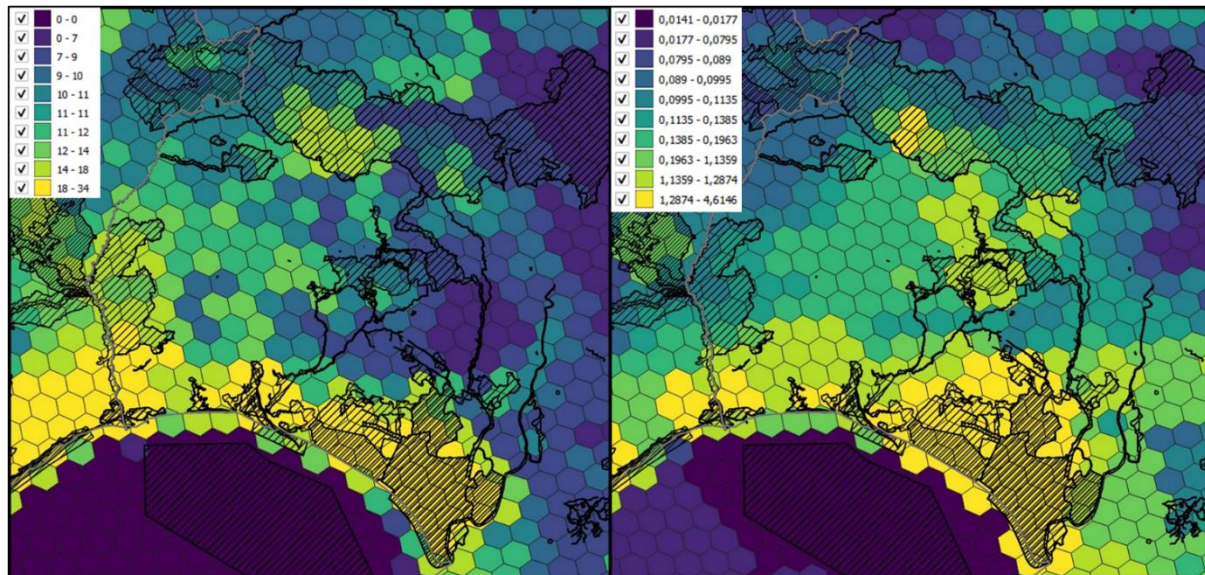 0 - 0
0 - 7
7 - 9
9 - 10
10 - 11
11 - 11
11 - 12
12 - 14
14 - 18
18 - 34
0,0141 - 0,0177
0,0177 - 0,0795
0,0795 - 0,089
0,089 - 0,0995
0,0995 - 0,1135
0,1135 - 0,1385
0,1385 - 0,1963
0,1963 - 1,1359
1,1359 - 1,2874
1,2874 - 4,6146